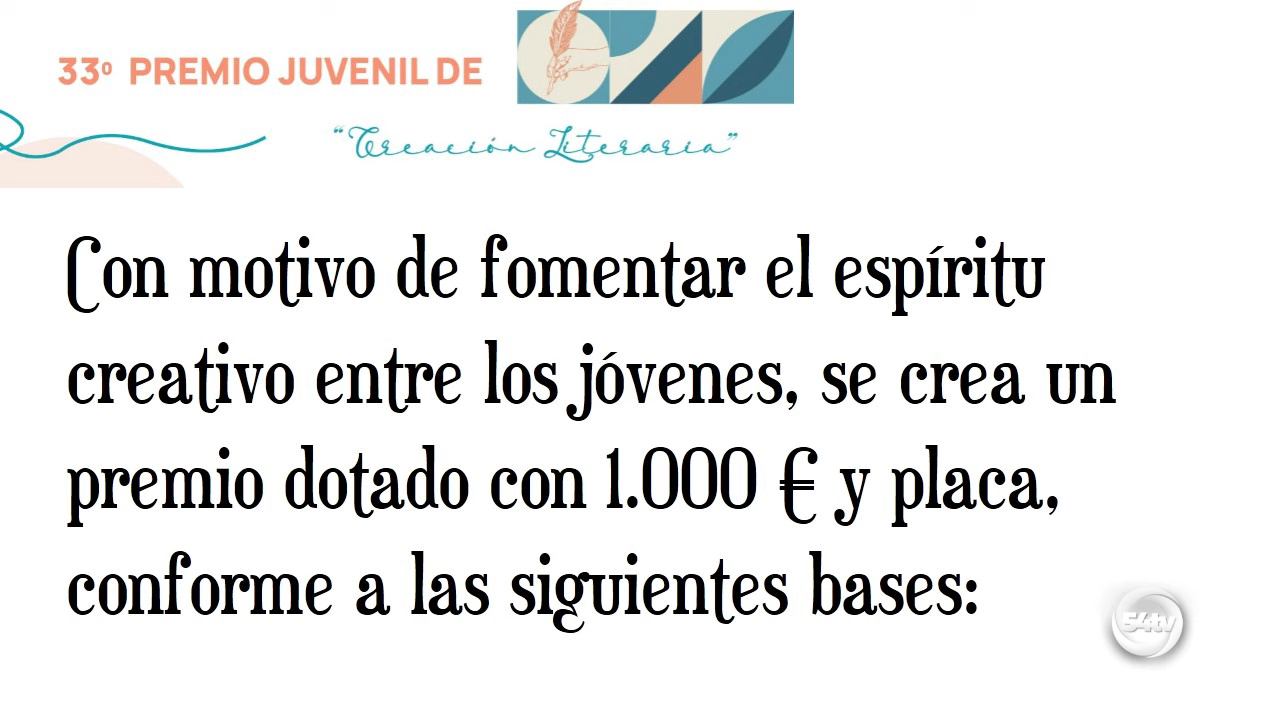 33º PREMIO JUVENIL DE
“Creación Literaria”
Con motivo de fomentar el espíritu
creativo entre los jóvenes, se crea un
premio dotado con 1.000 € y placa,
conforme a las siguientes bases:
54tv